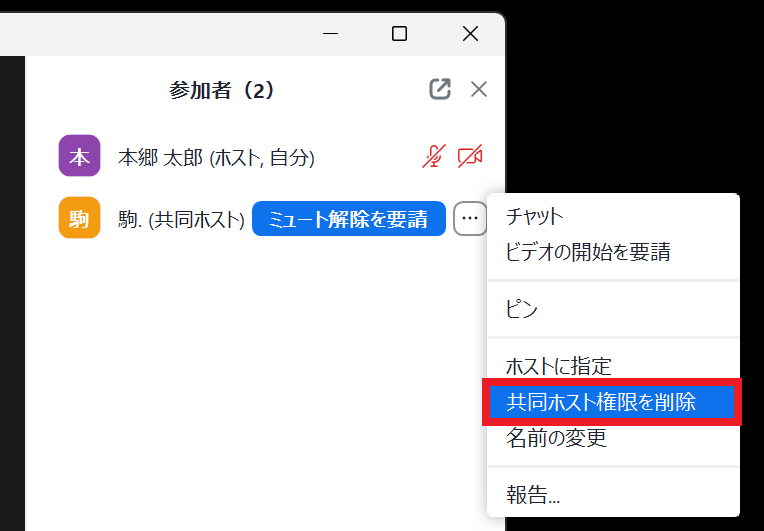 参加者（2）
本
本郷 太郎 (ホスト, 自分)
駒
駒. (共同ホスト)
ミュート解除を要請
...
チャット
ビデオの開始を要請
ピン
ホストに指定
共同ホスト権限を削除
名前の変更
報告...